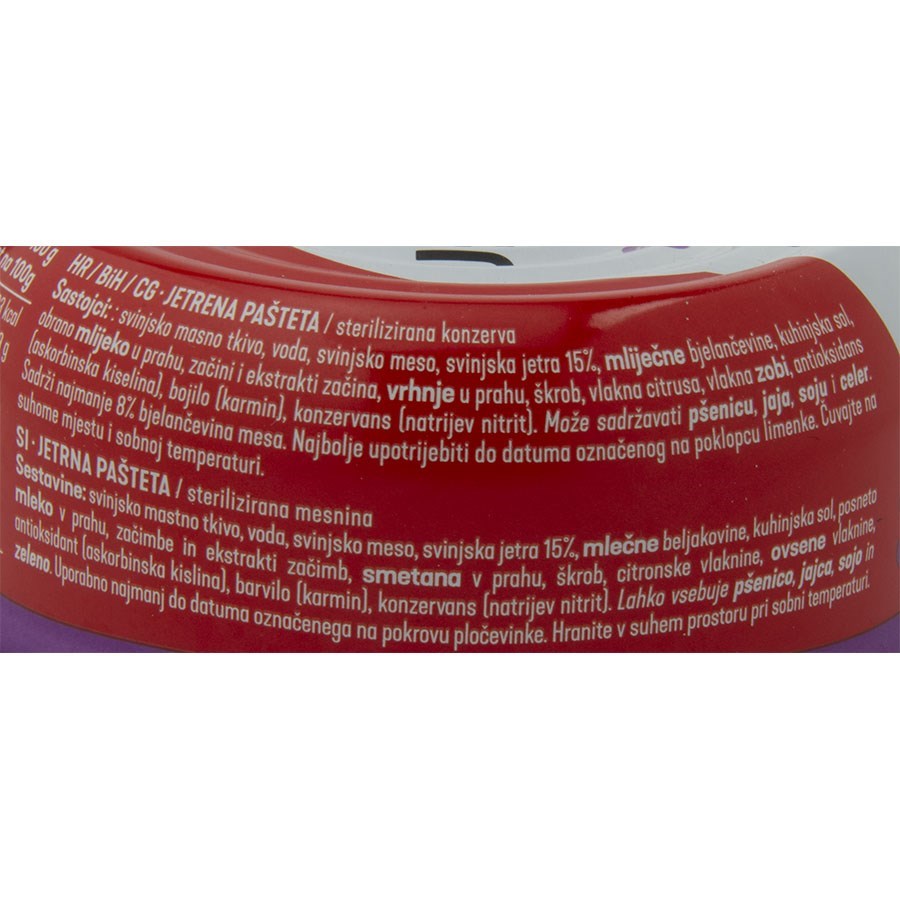 100 g
na 100g
kcal
g
HR / BiH / CG · JETRENA PAŠTETA / sterilizirana konzerva
Sastojci: : svinjsko masno tkivo, voda, svinjsko meso, svinjska jetra 15%, mliječne bjelančevine, kuhinjska sol,
obrano mlijeko u prahu, začini i ekstrakti začina, vrhnje u prahu, škrob, vlakna citrusa, vlakna zobi, antioksidans
(askorbinska kiselina), bojilo (karmin), konzervans (natrijev nitrit). Može sadržavati pšenicu, jaja, soju i celer.
Sadrži najmanje 8% bjelančevina mesa. Najbolje upotrijebiti do datuma označenog na poklopcu limenke. Čuvajte na
suhome mjestu i sobnoj temperaturi.
SI · JETRNA PAŠTETA / sterilizirana mesnina
Sestavine: svinjsko mastno tkivo, voda, svinjsko meso, svinjska jetra 15%, mlečne beljakovine, kuhinjska sol, posneto
mleko v prahu, začimbe in ekstrakti začimb, smetana v prahu, škrob, citronske vlaknine, ovsene vlaknine,
antioksidant (askorbinska kislina), barvilo (karmin), konzervans (natrijev nitrit). Lahko vsebuje pšenico, jajca, sojo in
zeleno. Uporabno najmanj do datuma označenega na pokrovu pločevinke. Hranite v suhem prostoru pri sobni temperaturi.